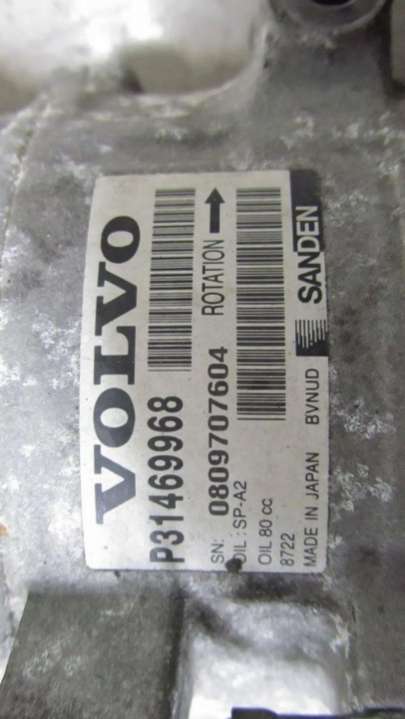 VOLVO
P31469968
SN: 0809707604 ROTATION →
OIL : SP-A2
OIL 80 cc
8722
MADE IN JAPAN BVNUD SANDEN